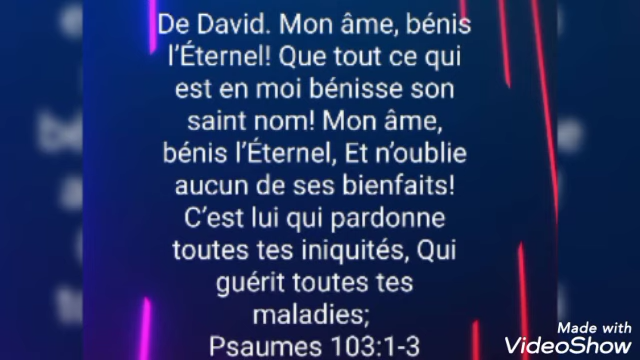 De David. Mon âme, bénis
l’Éternel! Que tout ce qui
est en moi bénisse son
saint nom! Mon âme,
bénis l’Éternel, Et n’oublie
aucun de ses bienfaits!
C’est lui qui pardonne
toutes tes iniquités, Qui
guérit toutes tes
maladies;
Psaumes 103:1-3
Made with
VideoShow